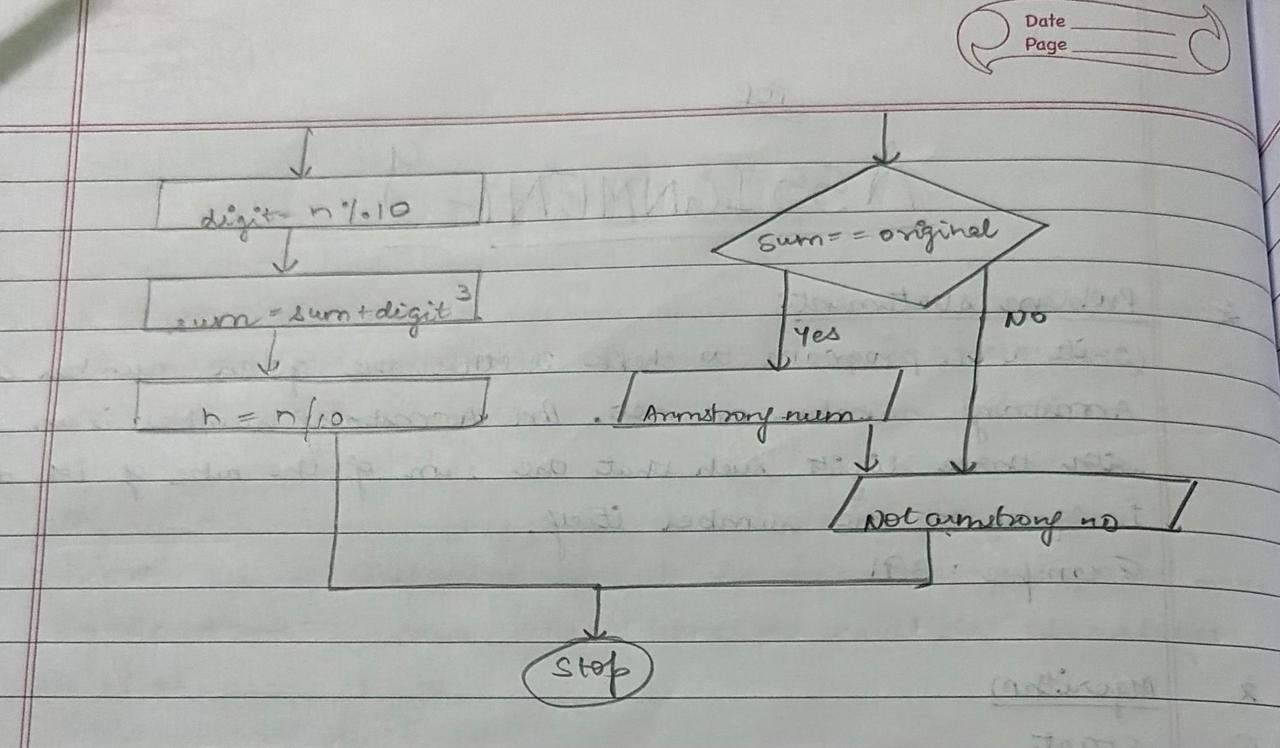 Date
Page
digit = n%10
sum = sum+digit³
n = n/10
sum== original
Yes
No
Armstrong num
Not armstrong no
Stop